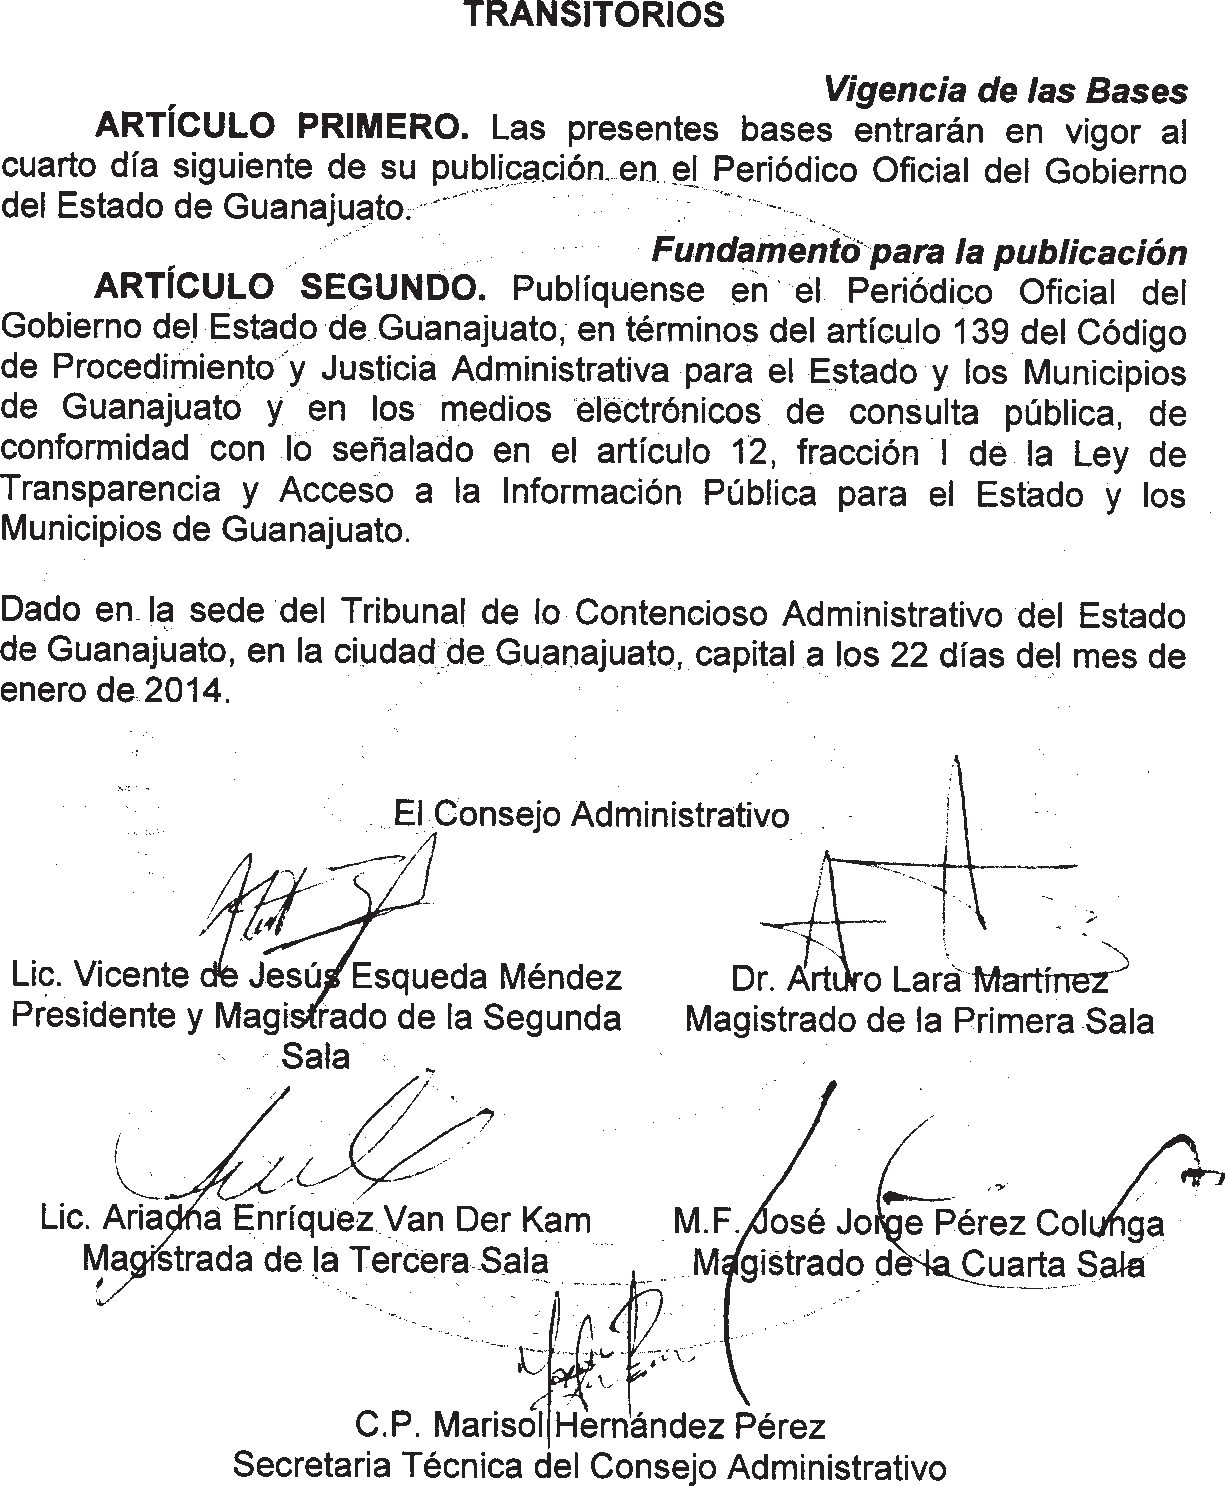 TRANSITORIOS
Vigencia de las Bases
ARTÍCULO PRIMERO. Las presentes bases entrarán en vigor al
cuarto día siguiente de su publicación en el Periódico Oficial del Gobierno
del Estado de Guanajuato.
Fundamento para la publicación
ARTÍCULO SEGUNDO. Publíquense en el Periódico Oficial del
Gobierno del Estado de Guanajuato, en términos del artículo 139 del Código
de Procedimiento y Justicia Administrativa para el Estado y los Municipios
de Guanajuato y en los medios electrónicos de consulta pública, de
conformidad con lo señalado en el artículo 12, fracción I de la Ley de
Transparencia y Acceso a la Información Pública para el Estado y los
Municipios de Guanajuato.
Dado en la sede del Tribunal de lo Contencioso Administrativo del Estado
de Guanajuato, en la ciudad de Guanajuato, capital a los 22 días del mes de
enero de 2014.
El Consejo Administrativo
Lic. Vicente de Jesús Esqueda Méndez
Presidente y Magistrado de la Segunda
Sala
Dr. Arturo Lara Martínez
Magistrado de la Primera Sala
Lic. Ariadna Enríquez Van Der Kam
Magistrada de la Tercera Sala
M.F. José Jorge Pérez Colunga
Magistrado de la Cuarta Sala
C.P. Marisol Hernández Pérez
Secretaria Técnica del Consejo Administrativo